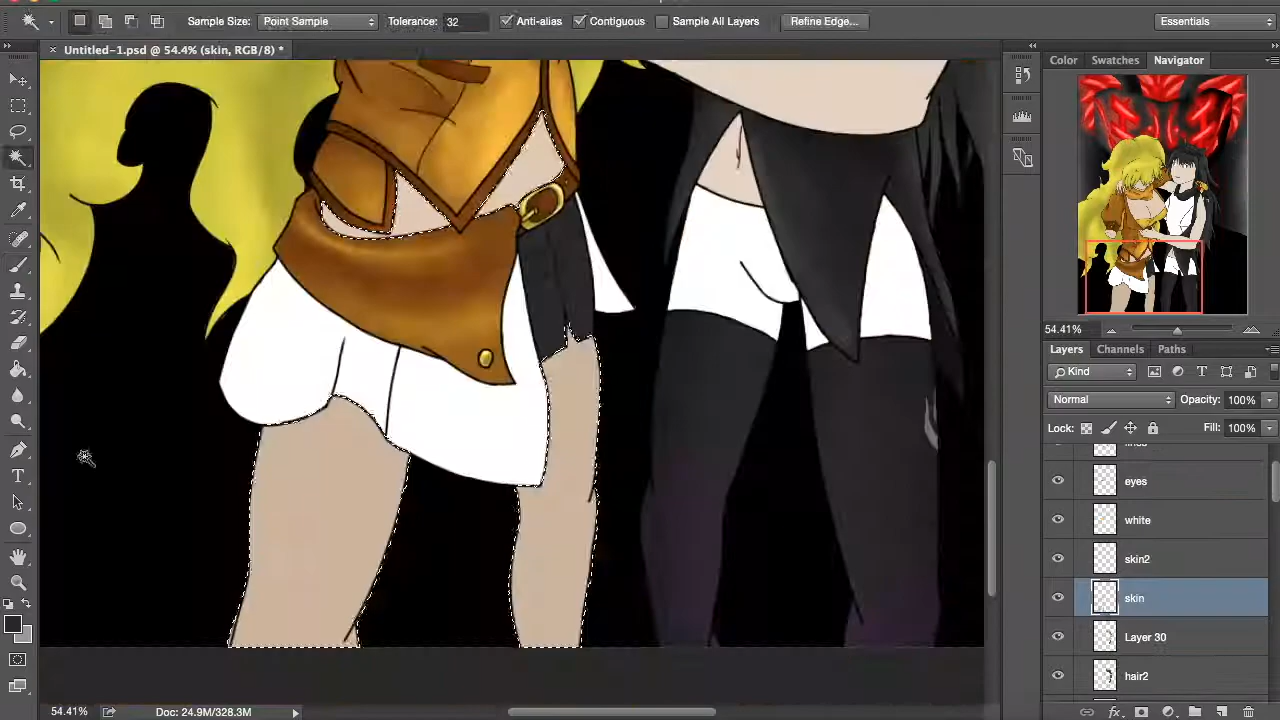 Sample Size: Point Sample Tolerance: 32 Anti-alias Contiguous Sample All Layers Refine Edge... Essentials
Untitled-1.psd @ 54.4% (skin, RGB/8) *
Color Swatches Navigator
54.41%
Layers Channels Paths
Kind
Normal Opacity: 100%
Lock: Fill: 100%
eyes
white
skin2
skin
Layer 30
hair2
54.41% Doc: 24.9M/328.3M